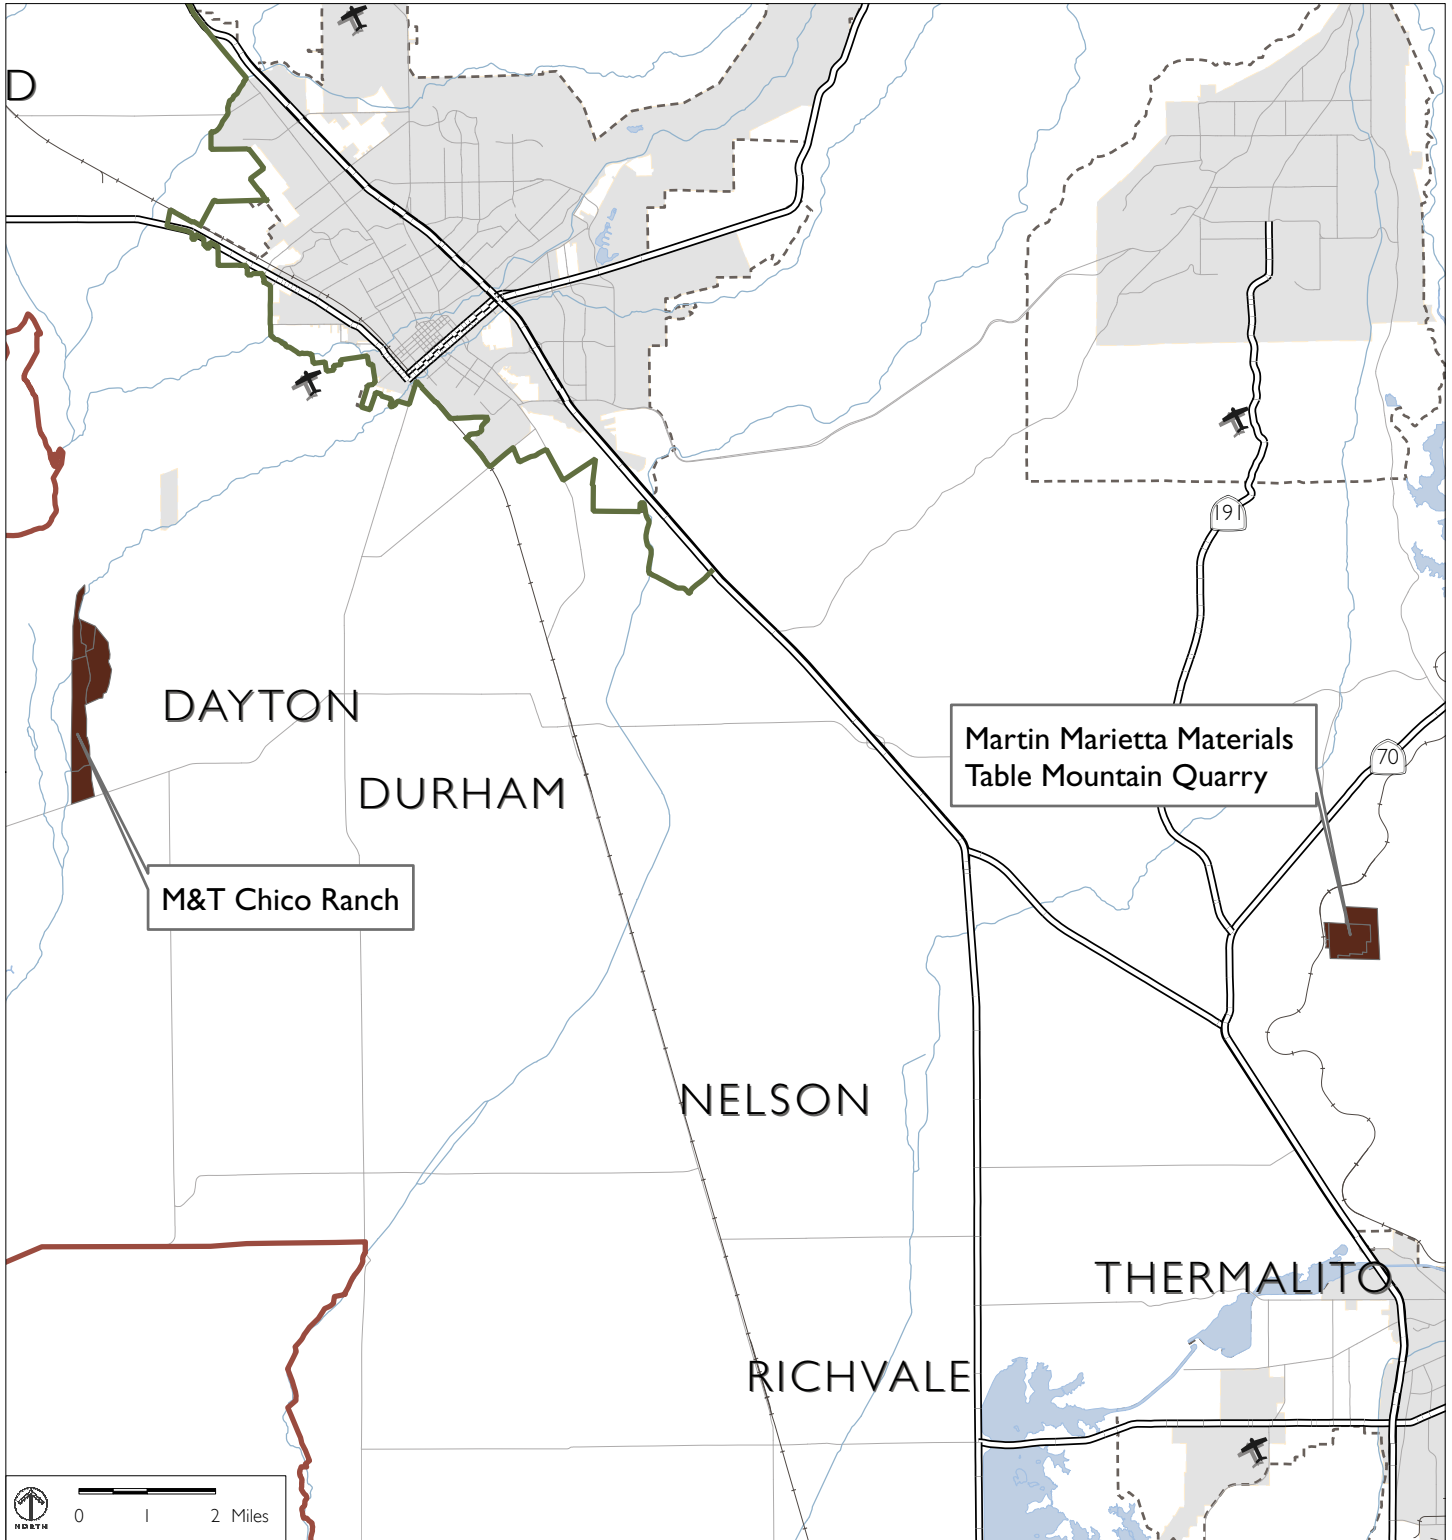 D
191
DAYTON
Martin Marietta Materials
Table Mountain Quarry
70
DURHAM
M&T Chico Ranch
NELSON
THERMALITO
RICHVALE
NORTH
0 1 2 Miles